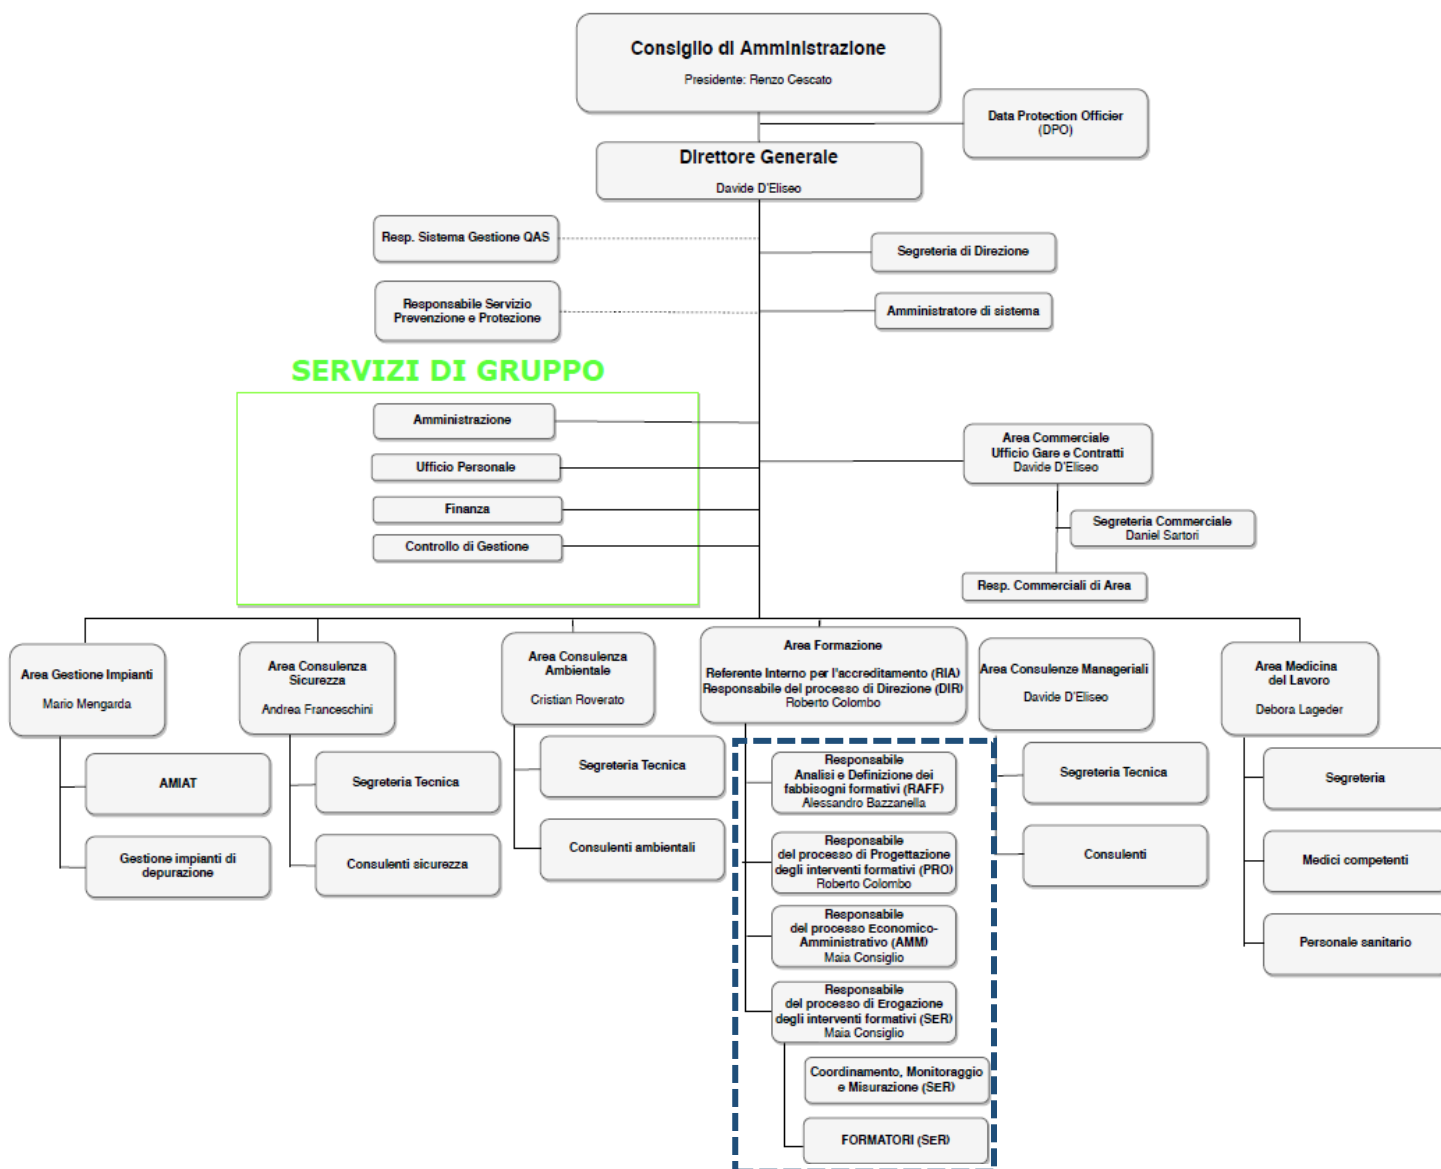 Consiglio di Amministrazione
Presidente: Renzo Cescato
Data Protection Officier
(DPO)
Direttore Generale
Davide D'Eliseo
Resp. Sistema Gestione QAS
Segreteria di Direzione
Responsabile Servizio
Prevenzione e Protezione
Amministratore di sistema
SERVIZI DI GRUPPO
Amministrazione
Ufficio Personale
Finanza
Controllo di Gestione
Area Commerciale
Ufficio Gare e Contratti
Davide D'Eliseo
Segreteria Commerciale
Daniel Sartori
Resp. Commerciali di Area
Area Gestione Impianti
Mario Mengarda
AMIAT
Gestione impianti di
depurazione
Area Consulenza
Sicurezza
Andrea Franceschini
Segreteria Tecnica
Consulenti sicurezza
Area Consulenza
Ambientale
Cristian Roverato
Segreteria Tecnica
Consulenti ambientali
Area Formazione
Referente Interno per l'accreditamento (RIA)
Responsabile del processo di Direzione (DIR)
Roberto Colombo
Responsabile
Analisi e Definizione dei
fabbisogni formativi (RAFF)
Alessandro Bazzanella
Responsabile
del processo di Progettazione
degli interventi formativi (PRO)
Roberto Colombo
Responsabile
del processo Economico-
Amministrativo (AMM)
Maia Consiglio
Responsabile
del processo di Erogazione
degli interventi formativi (SER)
Maia Consiglio
Coordinamento, Monitoraggio
e Misurazione (SER)
FORMATORI (SER)
Area Consulenze Manageriali
Davide D'Eliseo
Segreteria Tecnica
Consulenti
Area Medicina
del Lavoro
Debora Lageder
Segreteria
Medici competenti
Personale sanitario